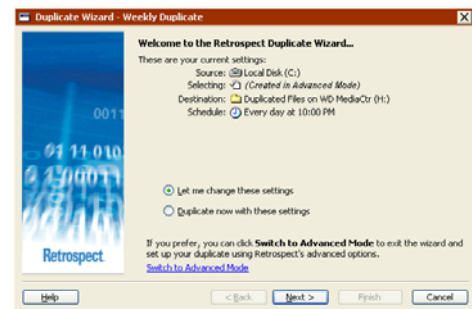 Duplicate Wizard - Weekly Duplicate
Welcome to the Retrospect Duplicate Wizard...
These are your current settings:
Source: Local Disk (C:)
Selecting: (Created in Advanced Mode)
Destination: Duplicated Files on WD MediaCtr (H:)
Schedule: Every day at 10:00 PM
0011
01 11 010
Let me change these settings
Duplicate now with these settings
Retrospect
If you prefer, you can click Switch to Advanced Mode to exit the wizard and
set up your duplicate using Retrospect's advanced options.
Switch to Advanced Mode
Help
< Back
Next >
Finish
Cancel